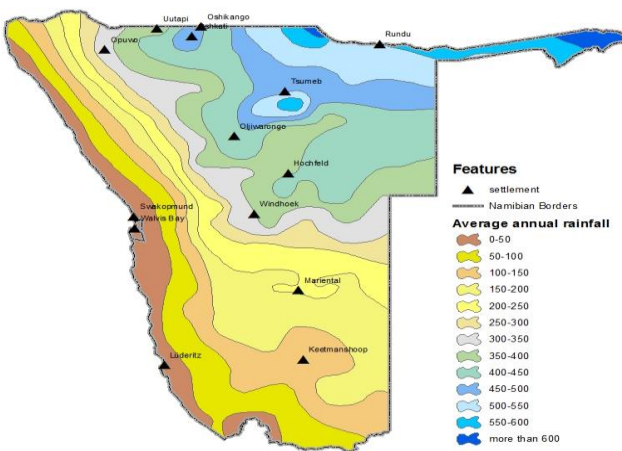 Oshikango
Uutapi
shkati
Opuwo
Rundu
Tsumeb
Otjiwarongo
Hochfeld
Windhoek
Swakopmund
Walvis Bay
Mariental
Keetmanshoop
Luderitz
Features
settlement
Namibian Borders
Average annual rainfall
0-50
50-100
100-150
150-200
200-250
250-300
300-350
350-400
400-450
450-500
500-550
550-600
more than 600